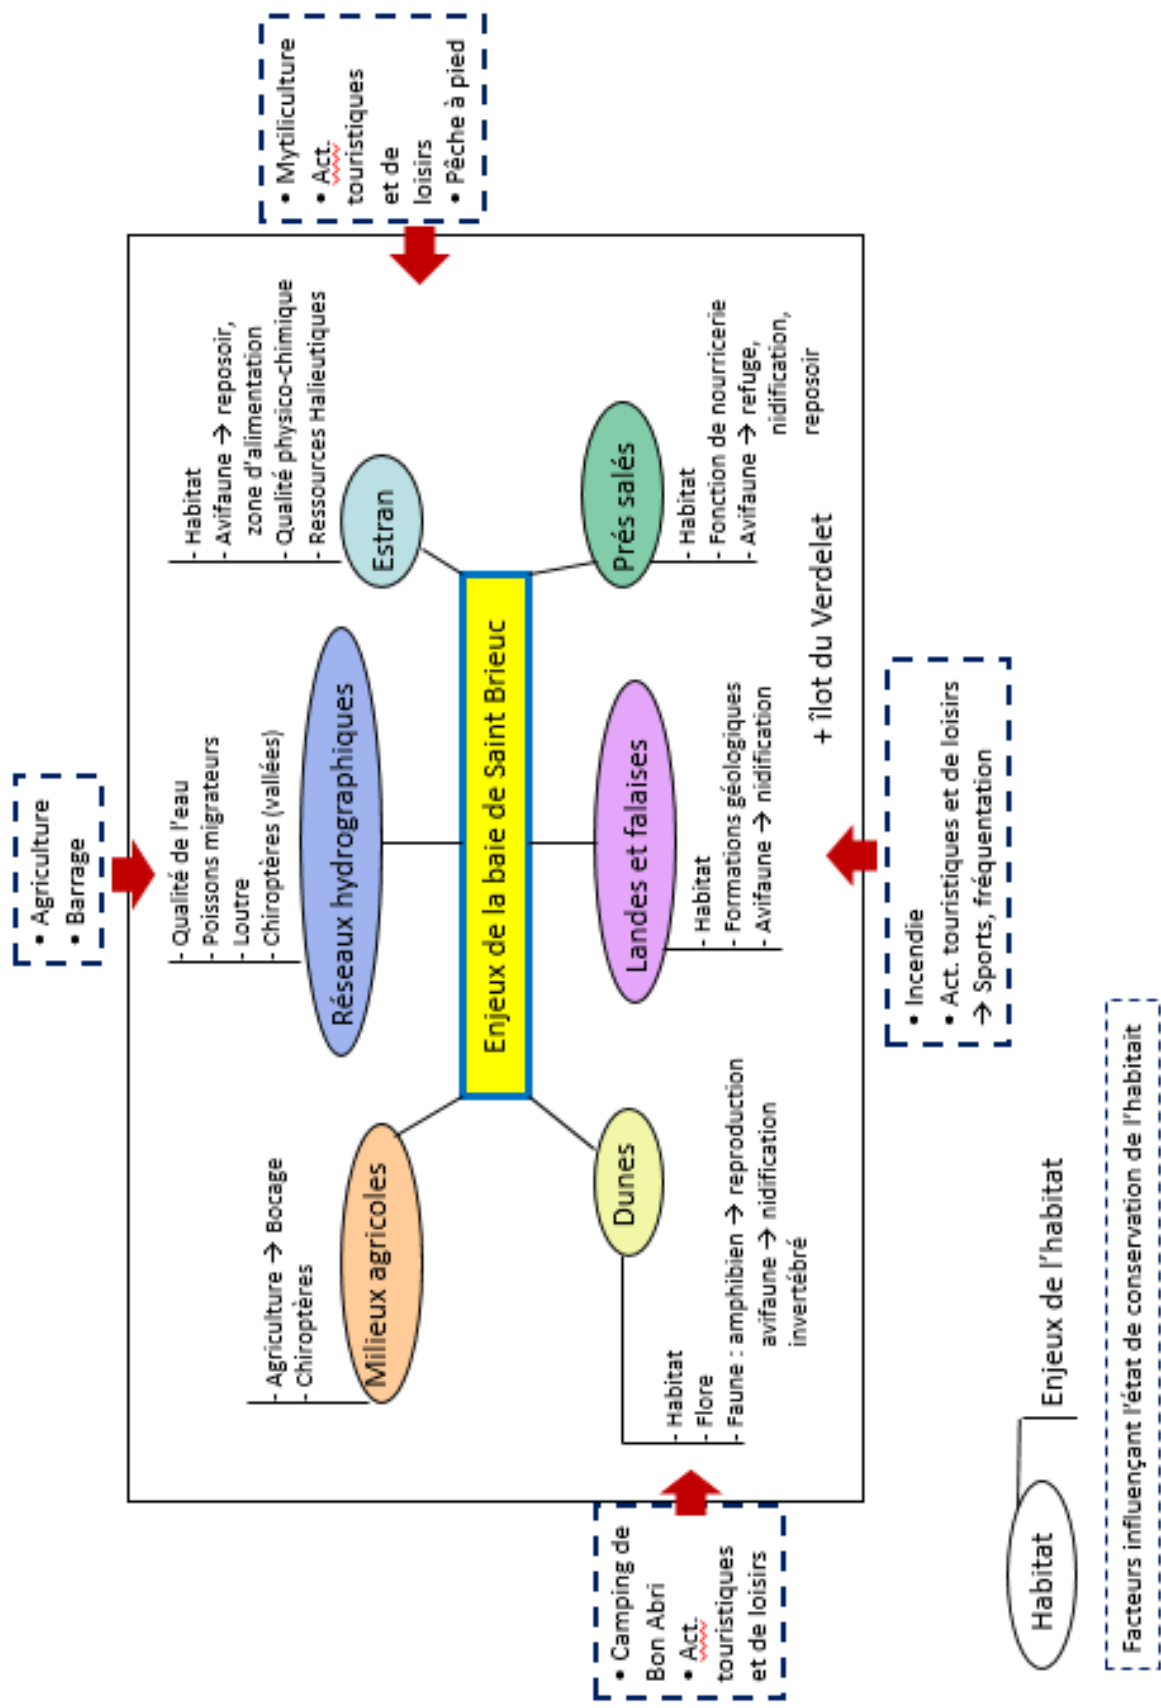 • Agriculture
• Barrage
- Agriculture → Bocage
- Chiroptères
Milieux agricoles
- Qualité de l'eau
- Poissons migrateurs
- Loutre
- Chiroptères (vallées)
Réseaux hydrographiques
- Habitat
- Avifaune → reposoir,
zone d'alimentation
- Qualité physico-chimique
- Ressources Halieutiques
Estran
• Mytiliculture
• Act.
touristiques
et de
loisirs
• Pêche à pied
Enjeux de la baie de Saint Brieuc
• Camping de
Bon Abri
• Act.
touristiques
et de loisirs
Dunes
- Habitat
- Flore
- Faune : amphibien → reproduction
avifaune → nidification
invertébré
Landes et falaises
- Habitat
- Formations géologiques
- Avifaune → nidification
Prés salés
- Habitat
- Fonction de nourricerie
- Avifaune → refuge,
nidification,
reposoir
+ îlot du Verdelet
• Incendie
• Act. touristiques et de loisirs
→ Sports, fréquentation
Habitat
Enjeux de l'habitat
Facteurs influençant l'état de conservation de l'habitait